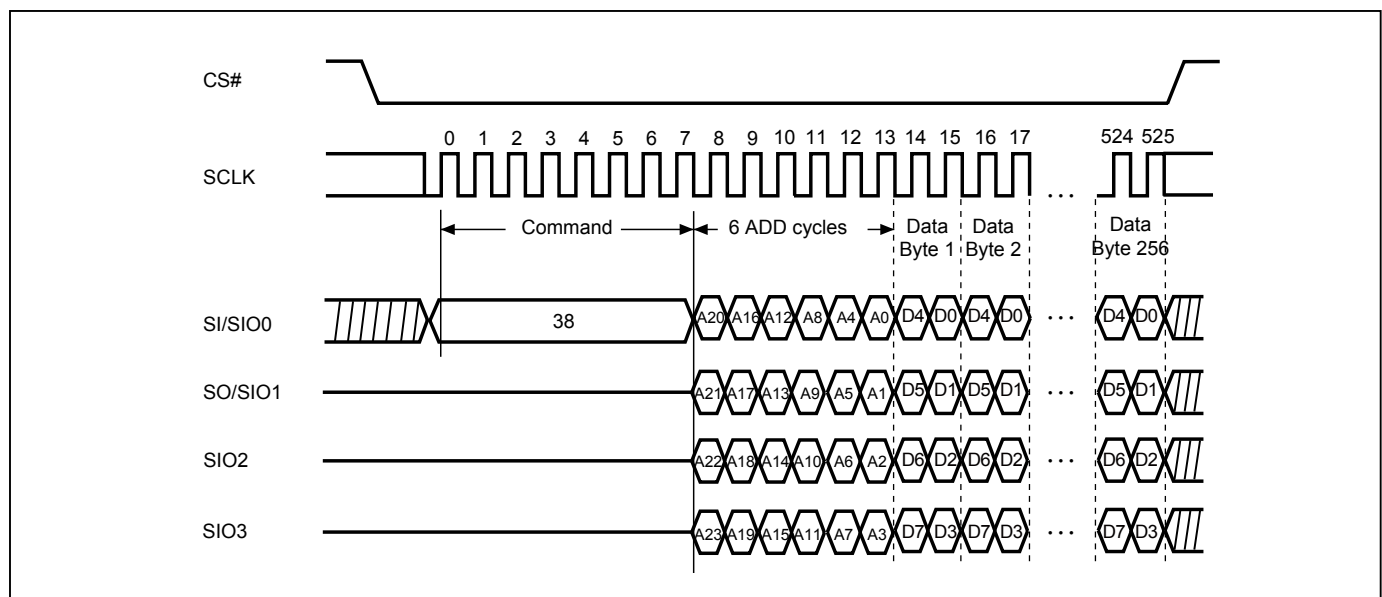 CS#
0 1 2 3 4 5 6 7 8 9 10 11 12 13 14 15 16 17 524 525
SCLK
...
Command 6 ADD cycles Data Byte 1 Data Byte 2 Data Byte 256
SI/SIO0 38 A20 A16 A12 A8 A4 A0 D4 D0 D4 D0 ... D4 D0
SO/SIO1 A21 A17 A13 A9 A5 A1 D5 D1 D5 D1 ... D5 D1
SIO2 A22 A18 A14 A10 A6 A2 D6 D2 D6 D2 ... D6 D2
SIO3 A23 A19 A15 A11 A7 A3 D7 D3 D7 D3 ... D7 D3